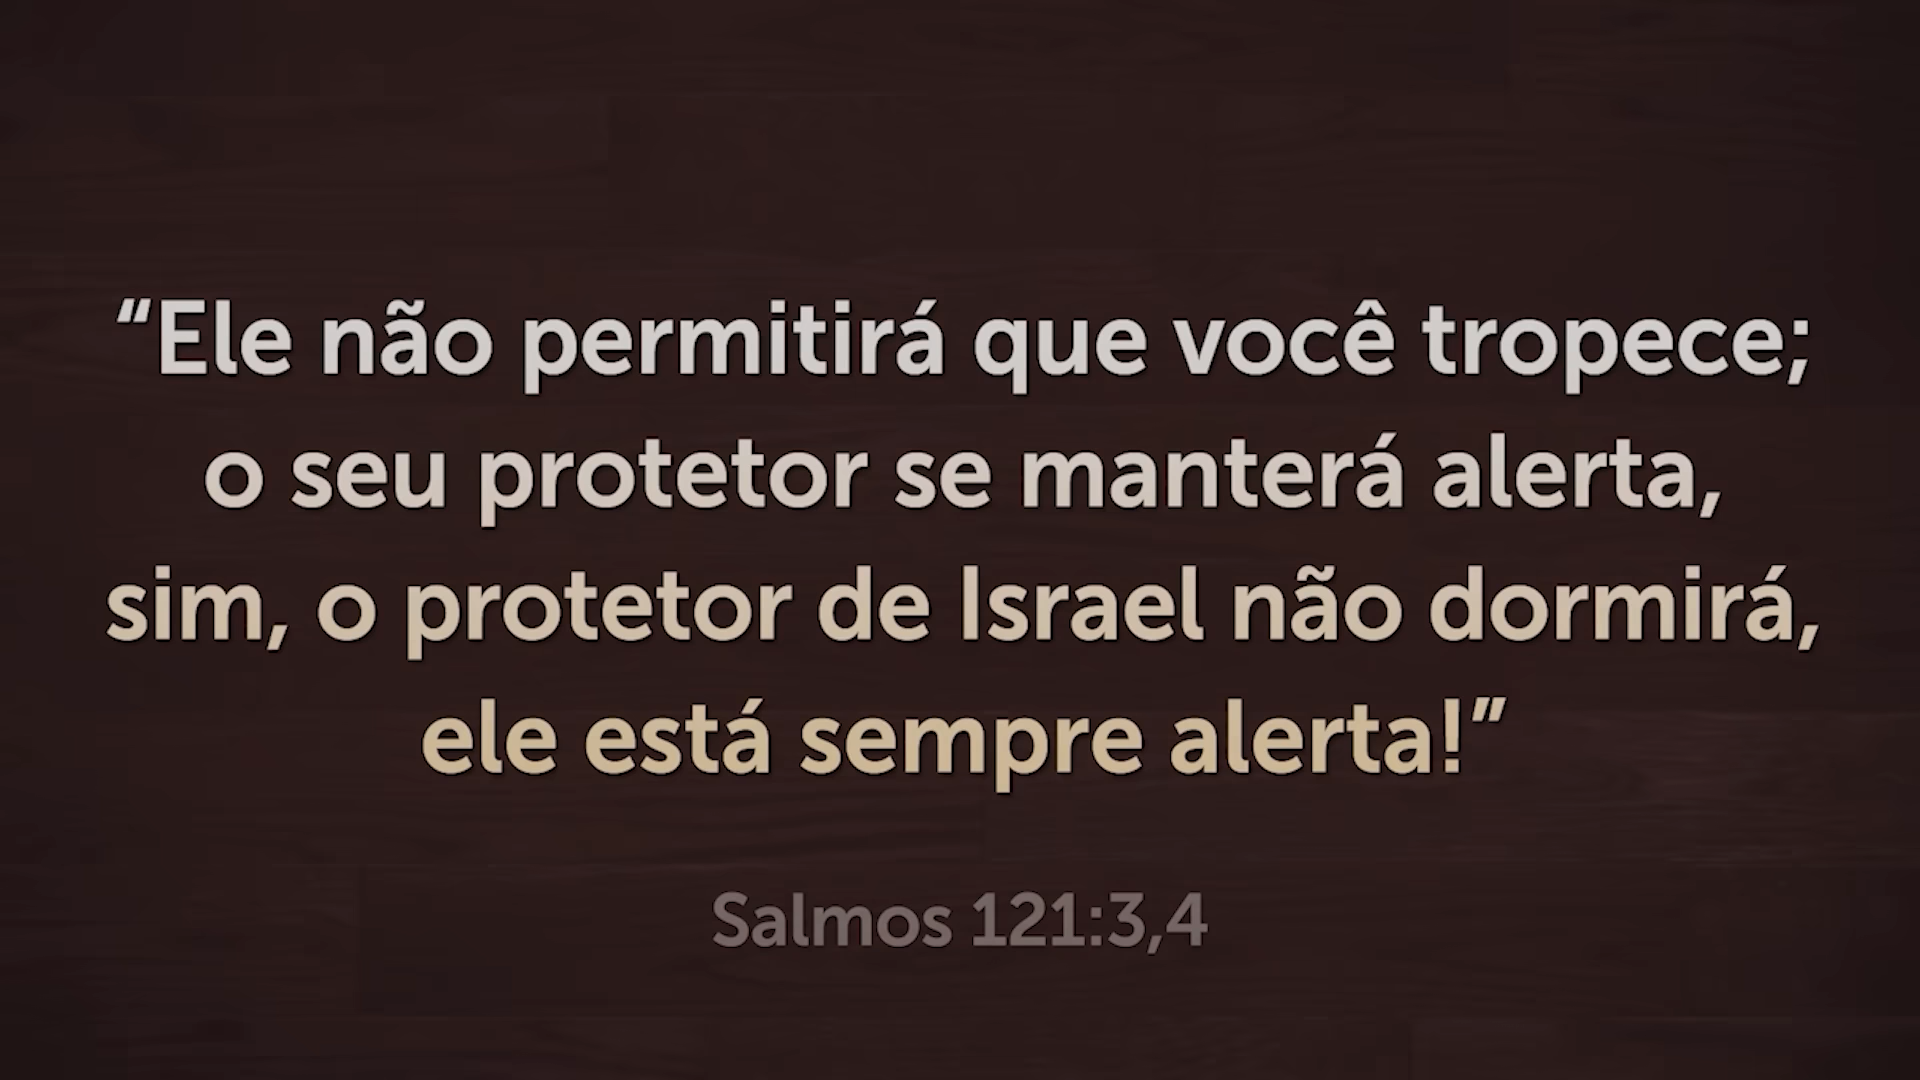 “Ele não permitirá que você tropece;
o seu protetor se manterá alerta,
sim, o protetor de Israel não dormirá,
ele está sempre alerta!”
Salmos 121:3,4